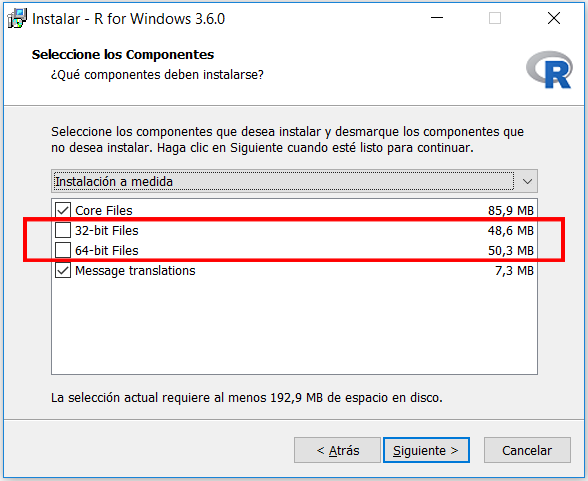 Instalar - R for Windows 3.6.0
Seleccione los Componentes
¿Qué componentes deben instalarse?
R
Seleccione los componentes que desea instalar y desmarque los componentes que
no desea instalar. Haga clic en Siguiente cuando esté listo para continuar.
Instalación a medida
Core Files 85,9 MB
32-bit Files 48,6 MB
64-bit Files 50,3 MB
Message translations 7,3 MB
La selección actual requiere al menos 192,9 MB de espacio en disco.
< Atrás Siguiente > Cancelar